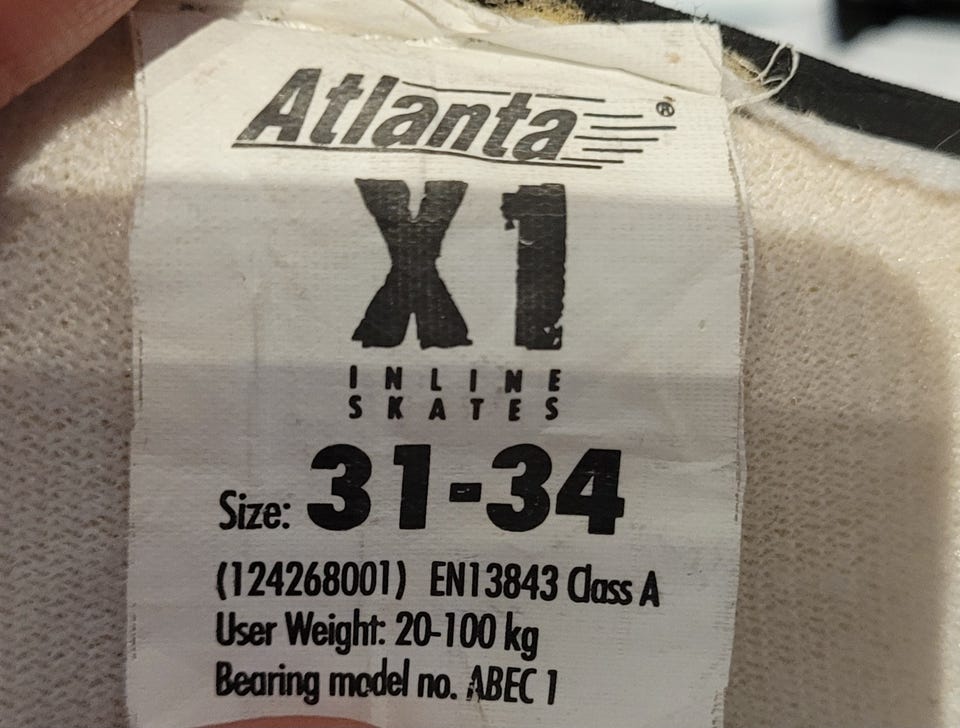 Atlanta®
X1
INLINE
SKATES
Size: 31-34
(124268001) EN13843 Class A
User Weight: 20-100 kg
Bearing model no. ABEC 1